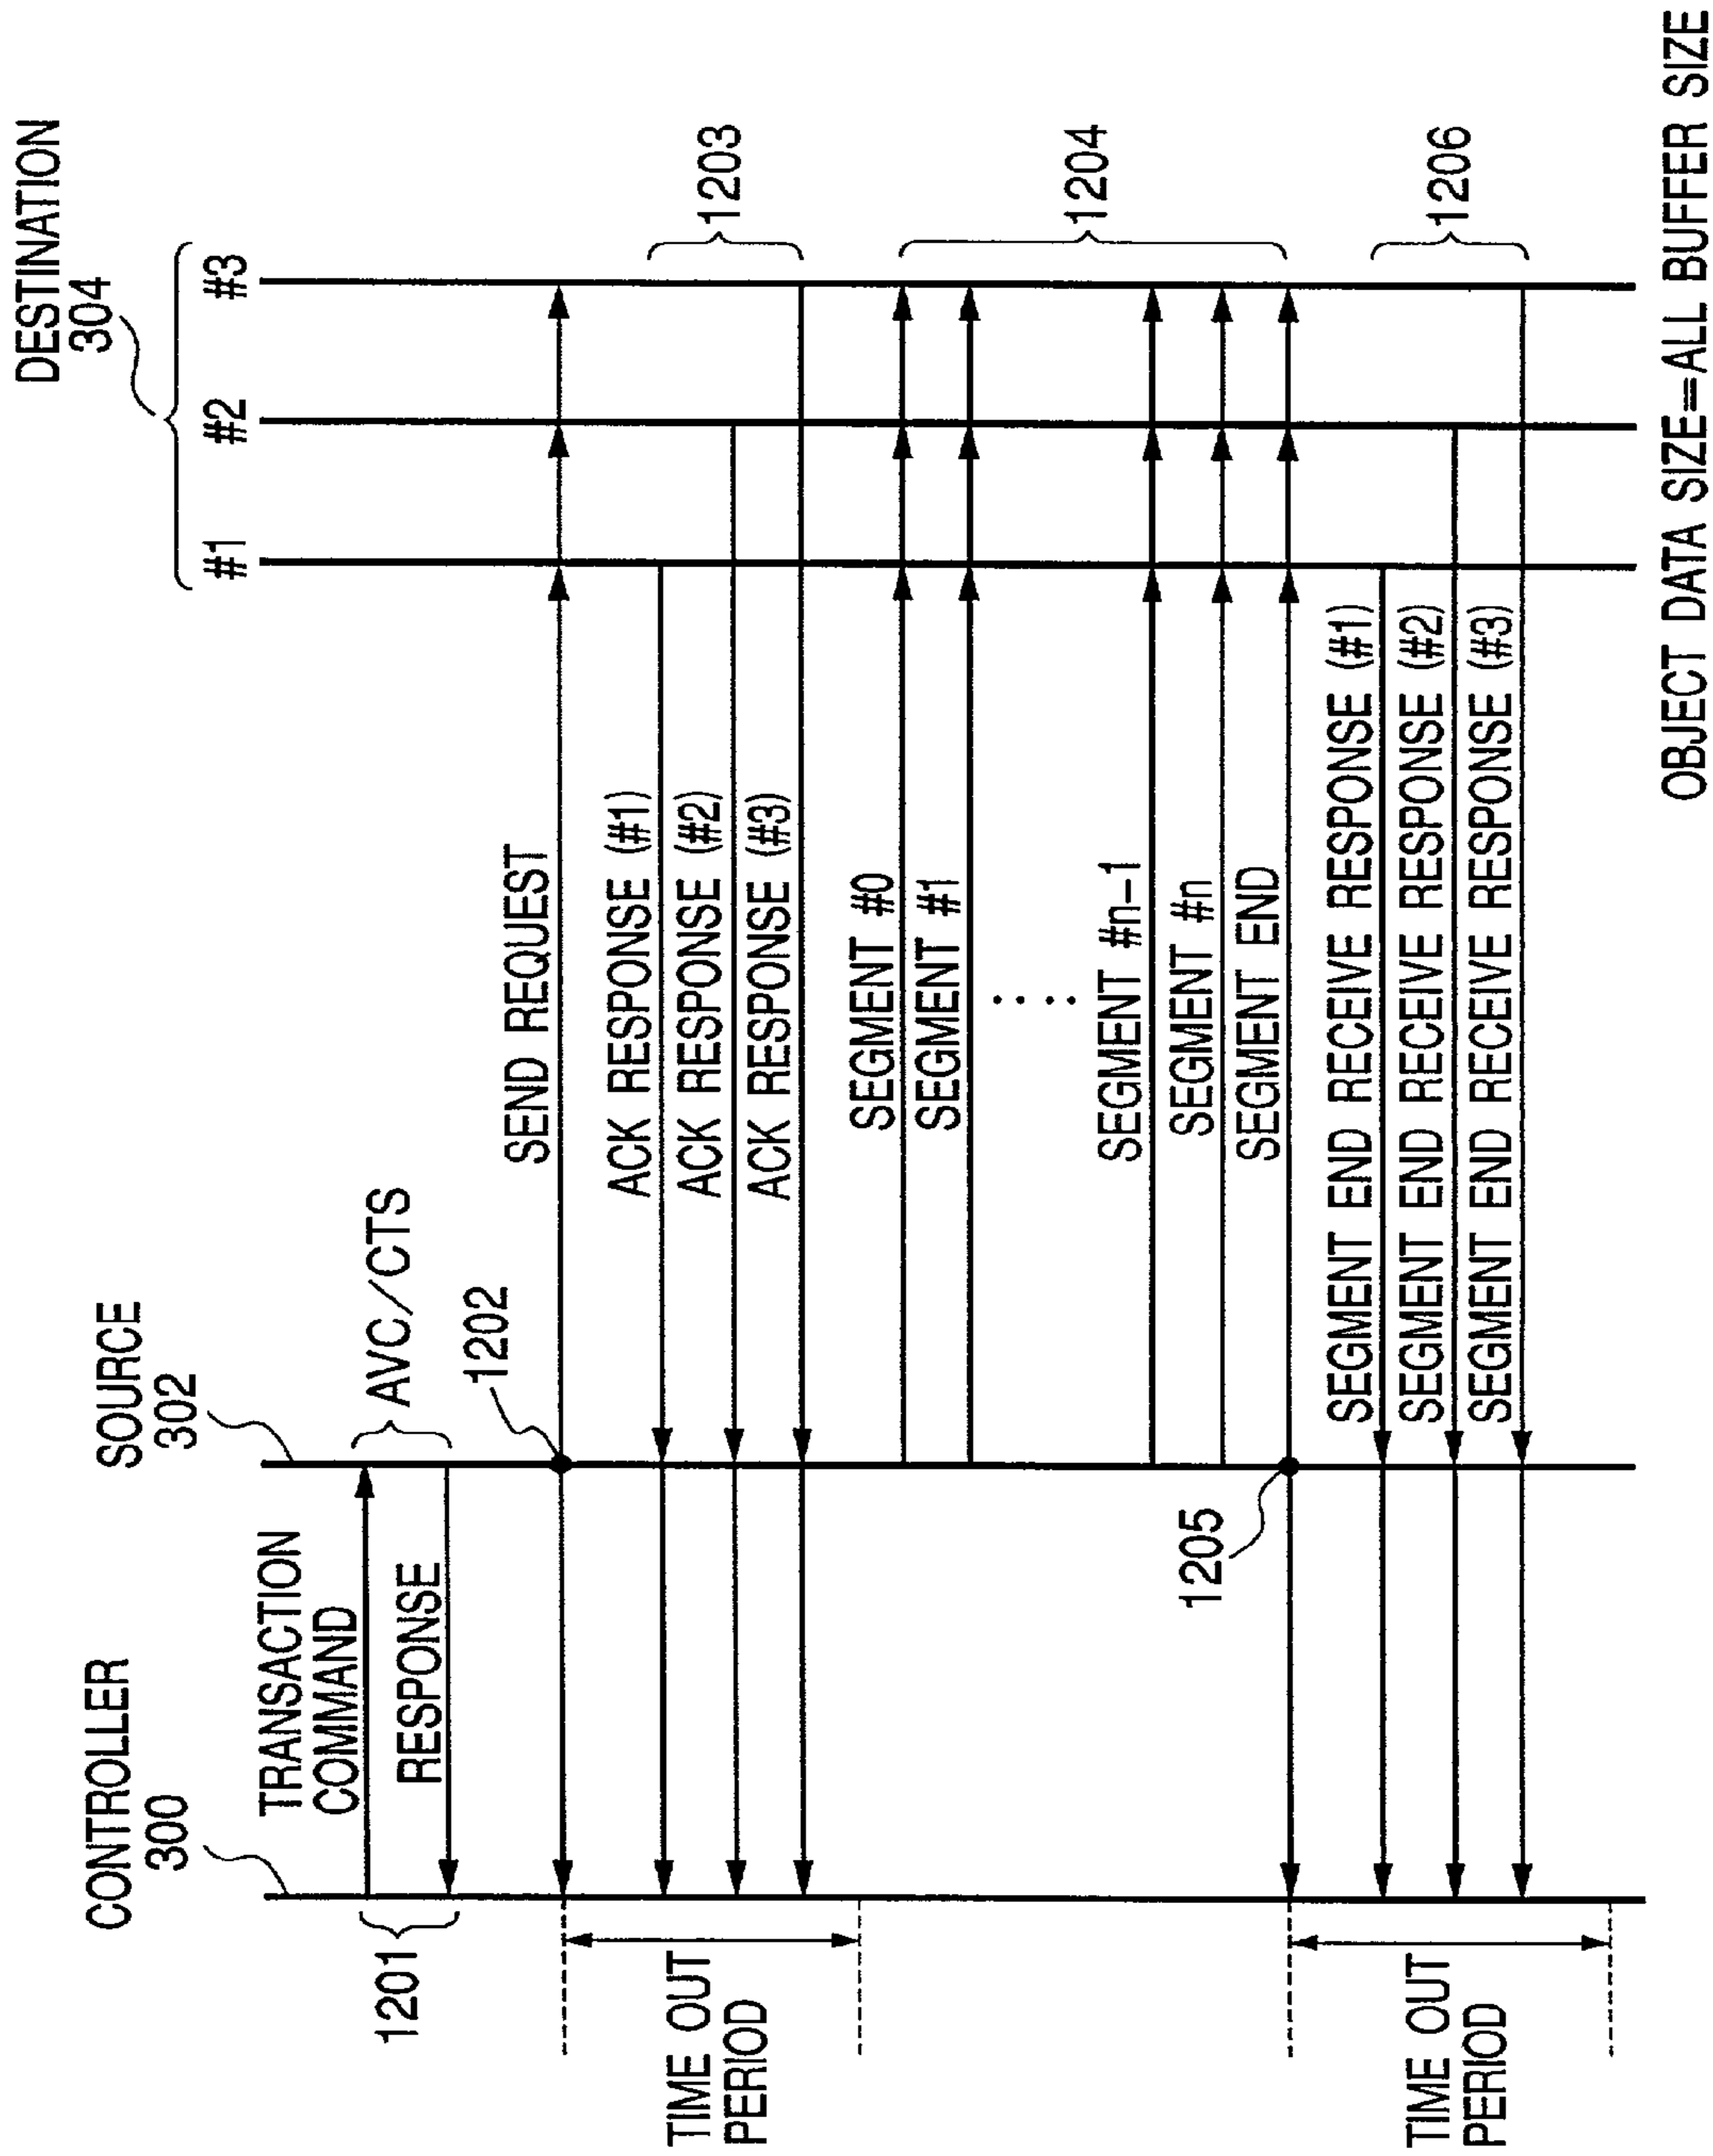 CONTROLLER
300
SOURCE
302
DESTINATION
304
#1
#2
#3
TRANSACTION
COMMAND
RESPONSE
1201
AVC/CTS
1202
SEND REQUEST
ACK RESPONSE (#1)
ACK RESPONSE (#2)
ACK RESPONSE (#3)
1203
TIME OUT
PERIOD
SEGMENT #0
SEGMENT #1
....
SEGMENT #n-1
SEGMENT #n
SEGMENT END
1204
1205
SEGMENT END RECEIVE RESPONSE (#1)
SEGMENT END RECEIVE RESPONSE (#2)
SEGMENT END RECEIVE RESPONSE (#3)
1206
TIME OUT
PERIOD
OBJECT DATA SIZE=ALL BUFFER SIZE